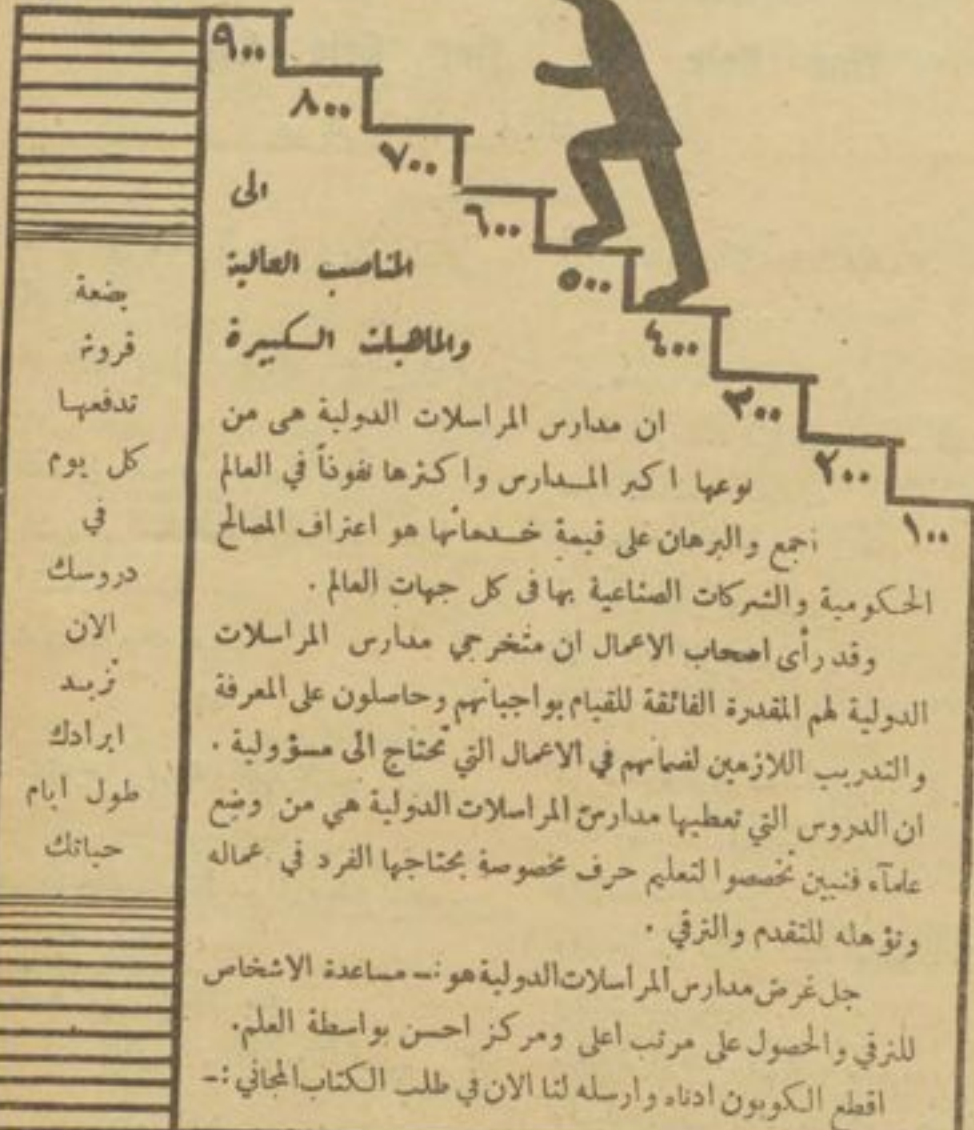 ٩٠٠
٨٠٠
٧٠٠
٦٠٠
٥٠٠
٤٠٠
٣٠٠
٢٠٠
١٠٠
الى
المناصب العالية
والماهيات الكبيرة
ان مدارس المراسلات الدولية هى من
نوعها اكبر المدارس واكثرها نفوذاً في العالم
اجمع والبرهان على قيمة خدماتها هو اعتراف المصالح
الحكومية والشركات الصناعية بها فى كل جهات العالم .
وقد رأى اصحاب الاعمال ان متخرجي مدارس المراسلات
الدولية لهم المقدرة الفائقة للقيام بواجباتهم وحاصلون على المعرفة
والتدريب اللازمين لضمانهم في الاعمال التي تحتاج الى مسؤولية .
ان الدروس التي تعطيها مدارس المراسلات الدولية هي من وضع
علمآء فنيين تخصصوا لتعليم حرف مخصوصة يحتاجها الفرد في عماله
وتؤهله للتقدم والترقي .
جل غرض مدارس المراسلات الدولية هو :ــ مساعدة الاشخاص
للترقي والحصول على مرتب اعلى ومركز احسن بواسطة العلم.
اقطع الكوبون ادناه وارسله لنا الان في طلب الكتاب المجاني :ــ
بضعة
قروش
تدفعها
كل يوم
في
دروسك
الان
تزيد
ايرادك
طول ايام
حياتك